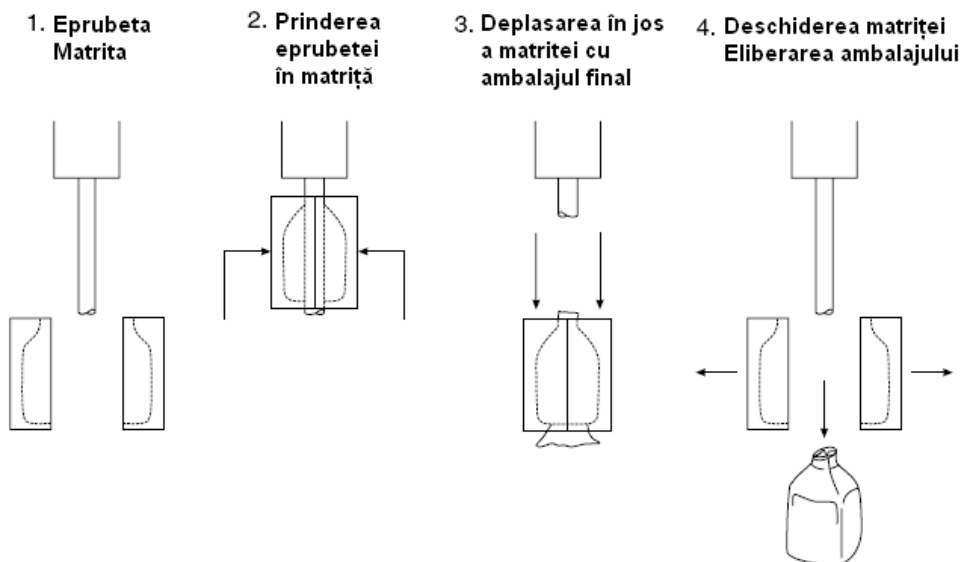 1. Eprubeta
Matrita
2. Prinderea
eprubetei
în matriță
3. Deplasarea în jos
a matritei cu
ambalajul final
4. Deschiderea matriței
Eliberarea ambalajului